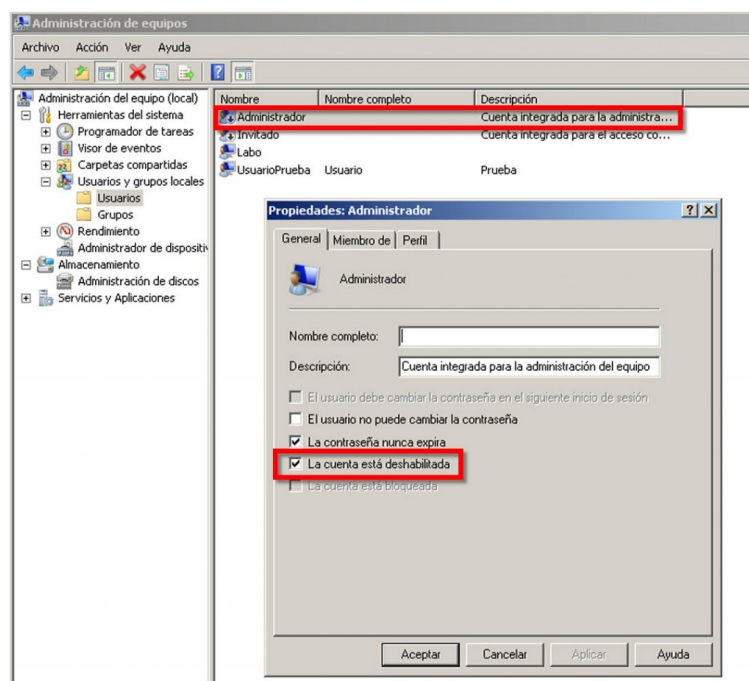 Administración de equipos
Archivo Acción Ver Ayuda
Administración del equipo (local)
Herramientas del sistema
Programador de tareas
Visor de eventos
Carpetas compartidas
Usuarios y grupos locales
Usuarios
Grupos
Rendimiento
Administrador de dispositiv
Almacenamiento
Administración de discos
Servicios y Aplicaciones
Nombre Nombre completo Descripción
Administrador Cuenta integrada para la administra...
Invitado Cuenta integrada para el acceso co...
Labo
UsuarioPrueba Usuario Prueba
Propiedades: Administrador
General Miembro de Perfil
Administrador
Nombre completo:
Descripción: Cuenta integrada para la administración del equipo
El usuario debe cambiar la contraseña en el siguiente inicio de sesión
El usuario no puede cambiar la contraseña
La contraseña nunca expira
La cuenta está deshabilitada
La cuenta está bloqueada
Aceptar Cancelar Aplicar Ayuda